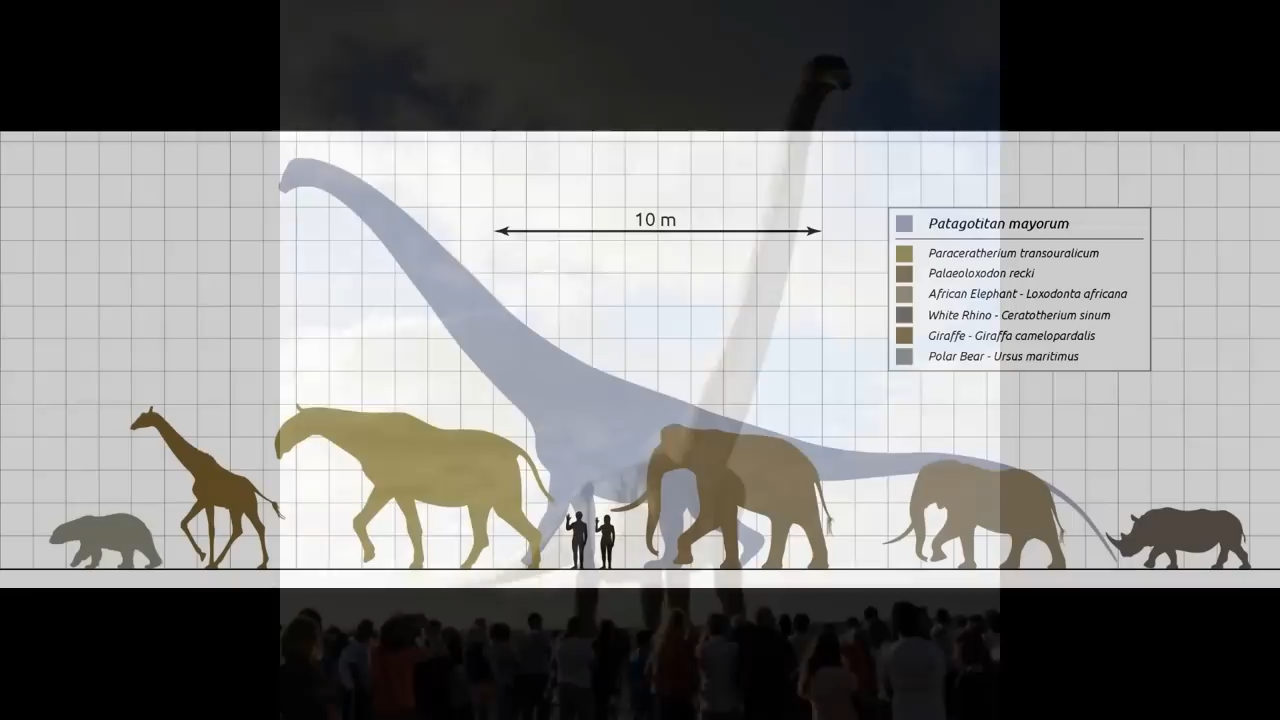 10 m
Patagotitan mayorum
Paraceratherium transouralicum
Palaeoloxodon recki
African Elephant - Loxodonta africana
White Rhino - Ceratotherium sinum
Giraffe - Giraffa camelopardalis
Polar Bear - Ursus maritimus